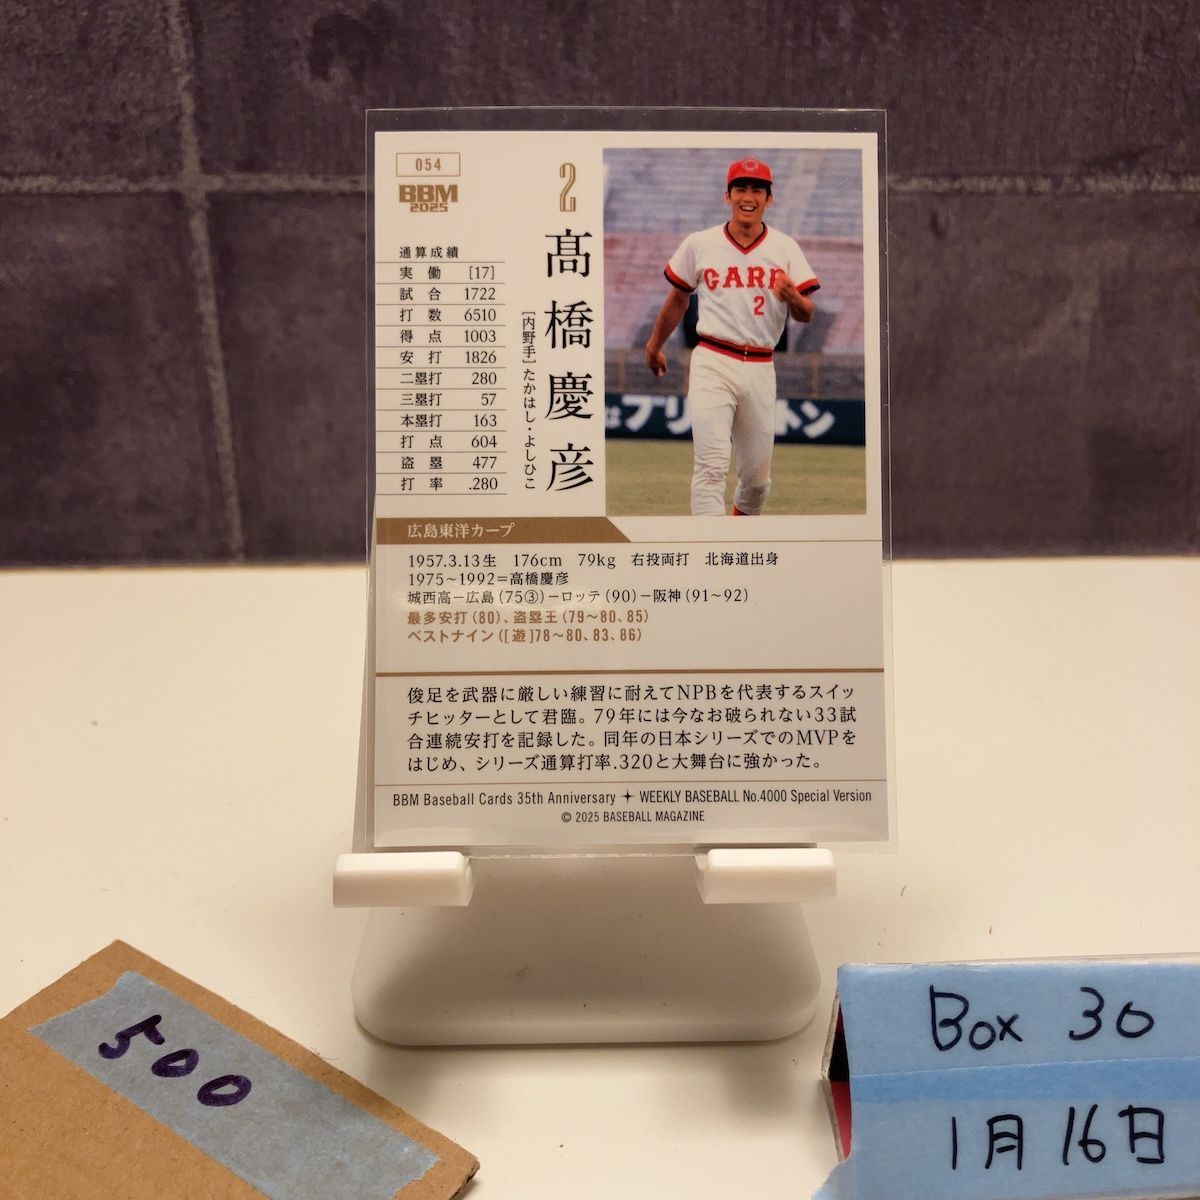 054
BBM
2025
2
髙橋慶彦
[内野手]たかはし・よしひこ
通算成績
実働 [17]
試合 1722
打数 6510
得点 1003
安打 1826
二塁打 280
三塁打 57
本塁打 163
打点 604
盗塁 477
打率 .280
CARP
2
広島東洋カープ
1957.3.13生 176cm 79kg 右投両打 北海道出身
1975~1992=髙橋慶彦
城西高-広島(75③)-ロッテ(90)-阪神(91~92)
最多安打(80)、盗塁王(79~80、85)
ベストナイン([遊]78~80、83、86)
俊足を武器に厳しい練習に耐えてNPBを代表するスイッ
チヒッターとして君臨。79年には今なお破られない33試
合連続安打を記録した。同年の日本シリーズでのMVPを
はじめ、シリーズ通算打率.320と大舞台に強かった。
BBM Baseball Cards 35th Anniversary ✦ WEEKLY BASEBALL No.4000 Special Version
© 2025 BASEBALL MAGAZINE
500
Box 30
1月16日